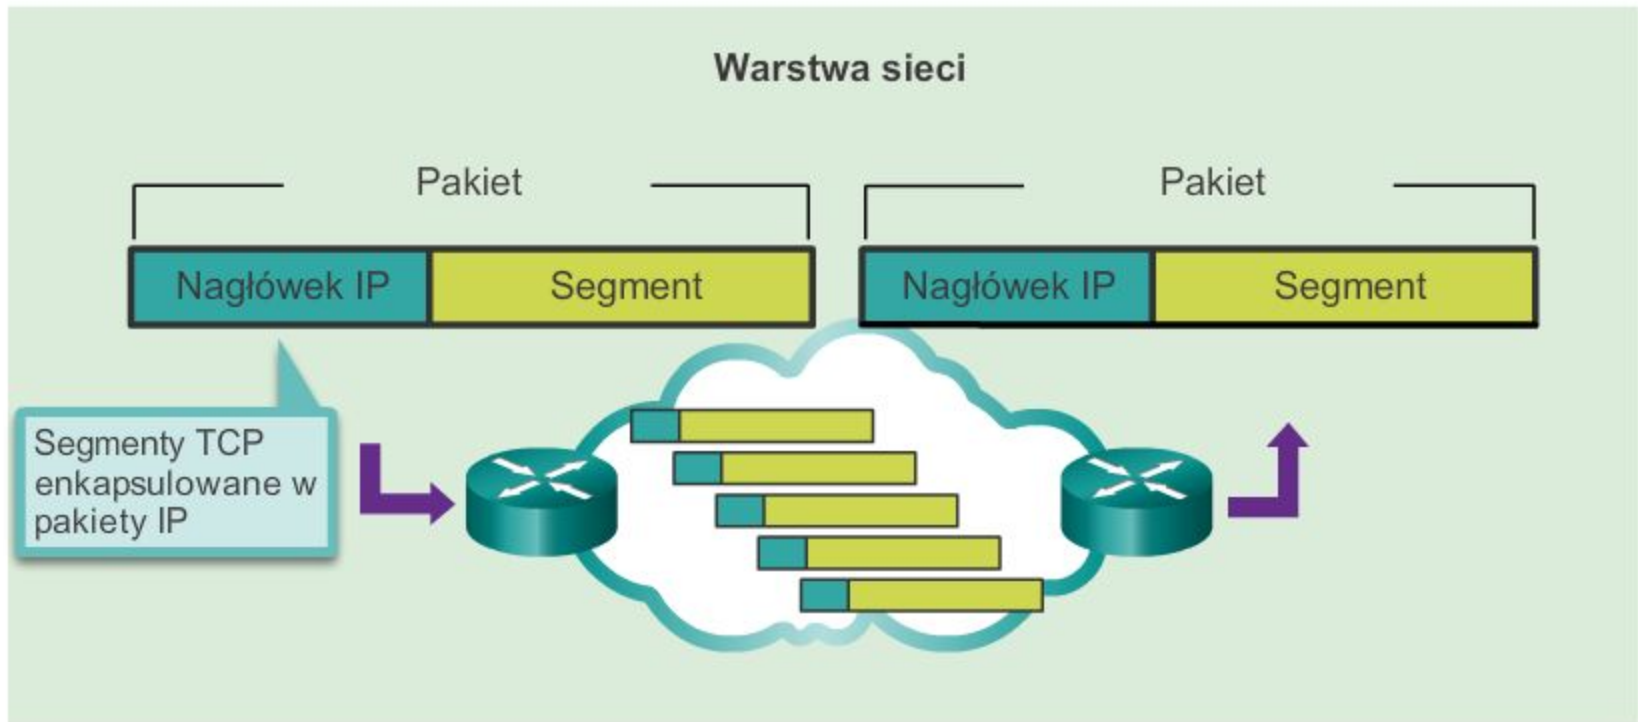 Warstwa sieci
Pakiet
Pakiet
Nagłówek IP
Segment
Nagłówek IP
Segment
Segmenty TCP
enkapsulowane w
pakiety IP